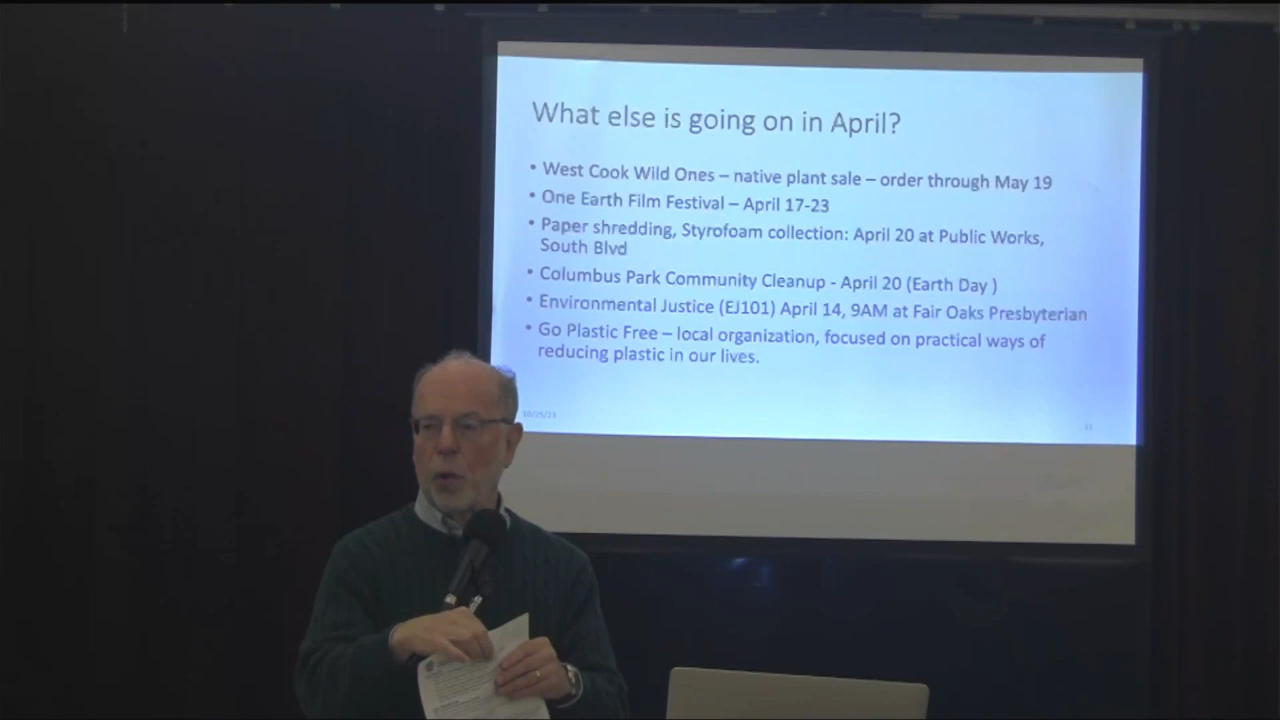 What else is going on in April?
• West Cook Wild Ones – native plant sale – order through May 19
• One Earth Film Festival – April 17-23
• Paper shredding, Styrofoam collection: April 20 at Public Works,
South Blvd
• Columbus Park Community Cleanup - April 20 (Earth Day )
• Environmental Justice (EJ101) April 14, 9AM at Fair Oaks Presbyterian
• Go Plastic Free – local organization, focused on practical ways of
reducing plastic in our lives.
10/25/23